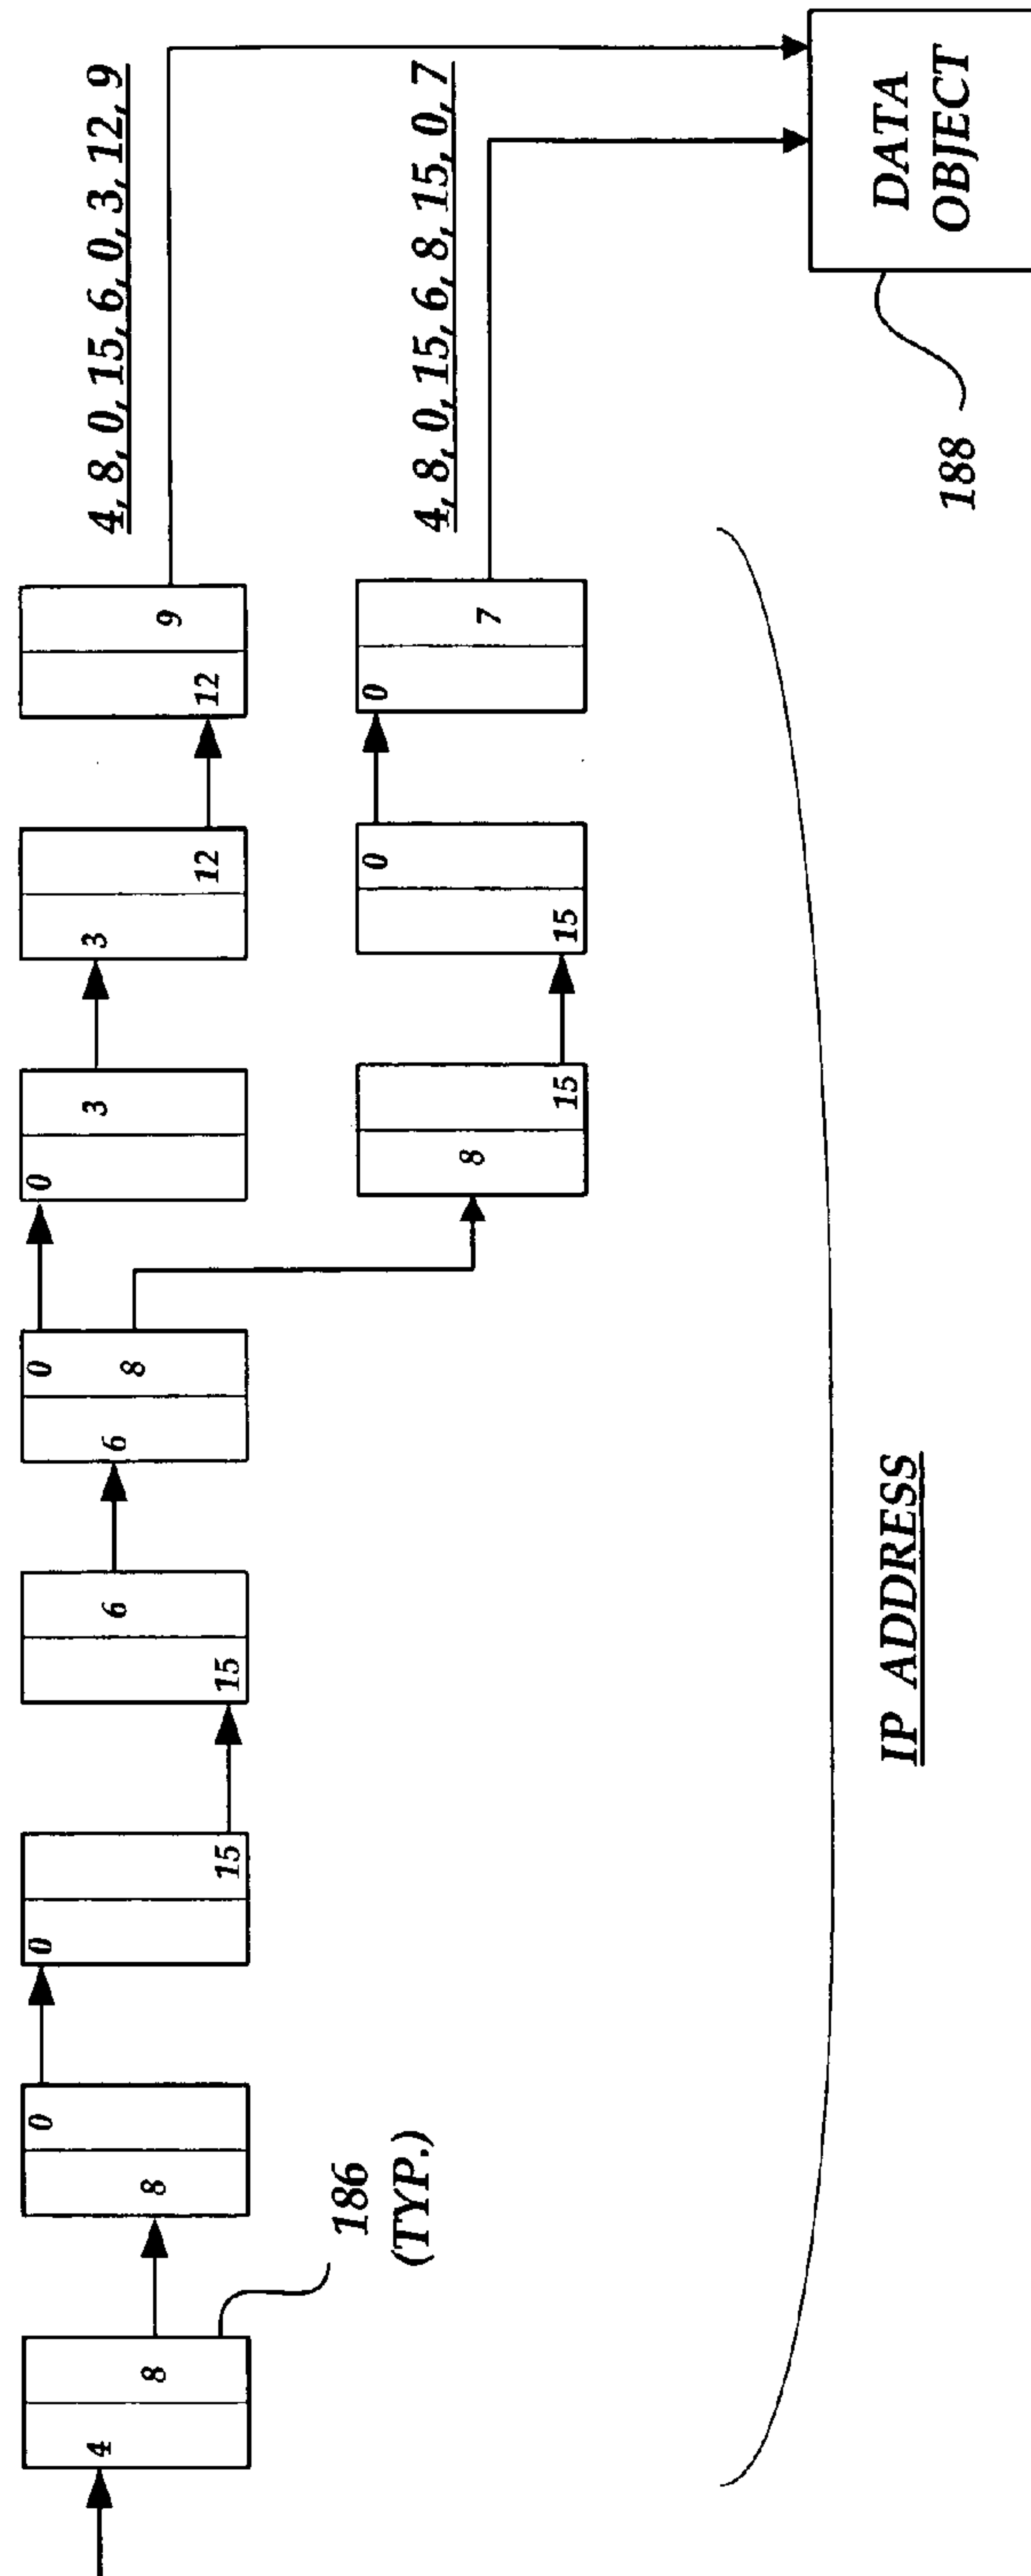 4, 8, 0, 15, 6, 0, 3, 12, 9
4 8
8 0
0 15
15 6
6 0 8
0 3
3 12
12 9
4, 8, 0, 15, 6, 8, 15, 0, 7
8 15
15 0
0 7
186
(TYP.)
IP ADDRESS
188
DATA
OBJECT